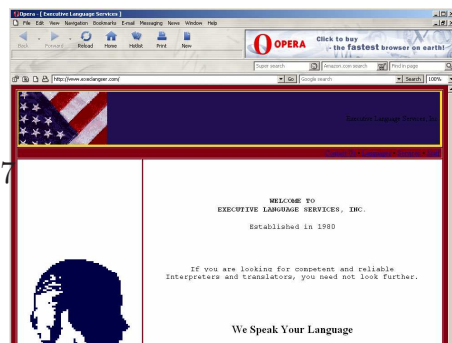 Opera - [ Executive Language Services ]
File Edit View Navigation Bookmarks E-mail Messaging News Window Help
Back Forward Reload Home Hotlist Print New
OPERA Click to buy
- the fastest browser on earth!
Super search Amazon.com search Find in page
http://www.execlangser.com/ Go Google search Search 100%
Executive Language Services, Inc.
7
WELCOME TO
EXECUTIVE LANGUAGE SERVICES, INC.
Established in 1980
If you are looking for competent and reliable
Interpreters and translators, you need not look further.
We Speak Your Language